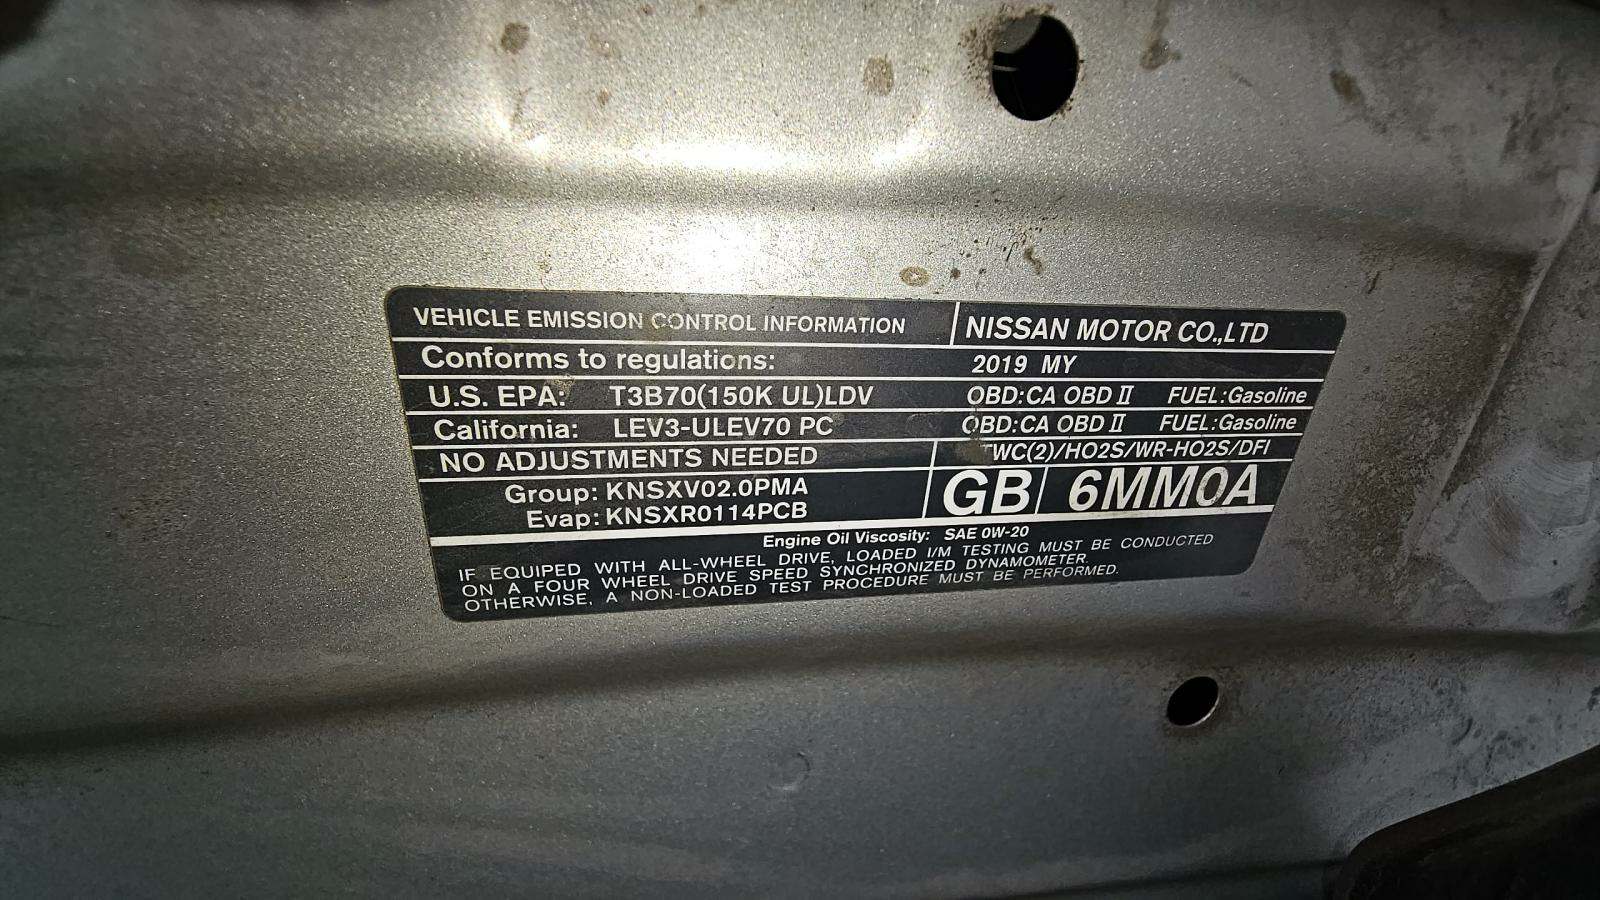 VEHICLE EMISSION CONTROL INFORMATION NISSAN MOTOR CO.,LTD
Conforms to regulations: 2019 MY
U.S. EPA: T3B70(150K UL)LDV OBD:CA OBD II FUEL:Gasoline
California: LEV3-ULEV70 PC OBD:CA OBD II FUEL:Gasoline
NO ADJUSTMENTS NEEDED TWC(2)/HO2S/WR-HO2S/DFI
Group: KNSXV02.0PMA GB 6MM0A
Evap: KNSXR0114PCB
Engine Oil Viscosity: SAE 0W-20
IF EQUIPPED WITH ALL-WHEEL DRIVE, LOADED I/M TESTING MUST BE CONDUCTED
ON A FOUR WHEEL DRIVE SPEED SYNCHRONIZED DYNAMOMETER.
OTHERWISE, A NON-LOADED TEST PROCEDURE MUST BE PERFORMED.